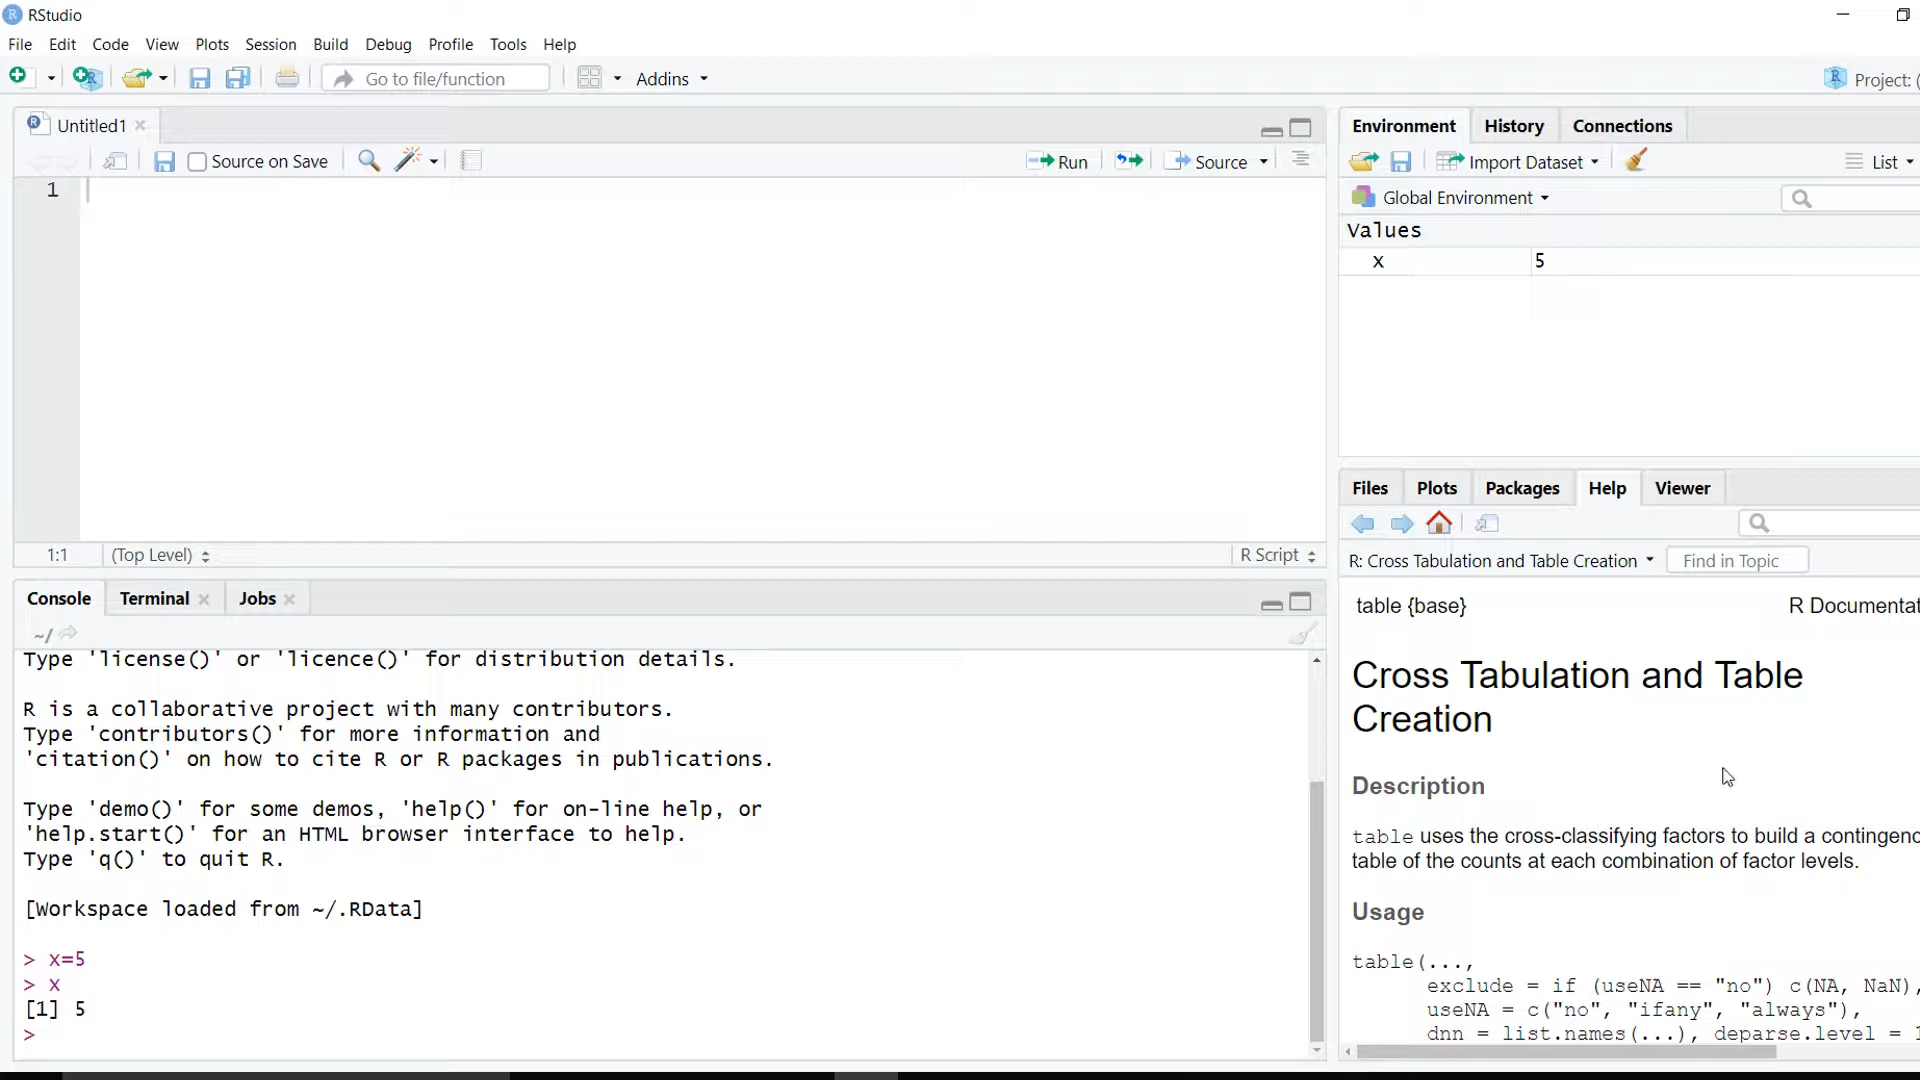 RStudio
File Edit Code View Plots Session Build Debug Profile Tools Help
Go to file/function Addins Project: (
Untitled1
Source on Save Run Source
1
1:1 (Top Level) R Script
Console Terminal Jobs
~/
Type 'license()' or 'licence()' for distribution details.
R is a collaborative project with many contributors.
Type 'contributors()' for more information and
'citation()' on how to cite R or R packages in publications.
Type 'demo()' for some demos, 'help()' for on-line help, or
'help.start()' for an HTML browser interface to help.
Type 'q()' to quit R.
[Workspace loaded from ~/.RData]
> x=5
> x
[1] 5
>
Environment History Connections
Import Dataset List
Global Environment
Values
x 5
Files Plots Packages Help Viewer
R: Cross Tabulation and Table Creation Find in Topic
table {base} R Documentat
Cross Tabulation and Table
Creation
Description
table uses the cross-classifying factors to build a contingenc
table of the counts at each combination of factor levels.
Usage
table(...,
exclude = if (useNA == "no") c(NA, NaN),
useNA = c("no", "ifany", "always"),
dnn = list.names(...), deparse.level = 1